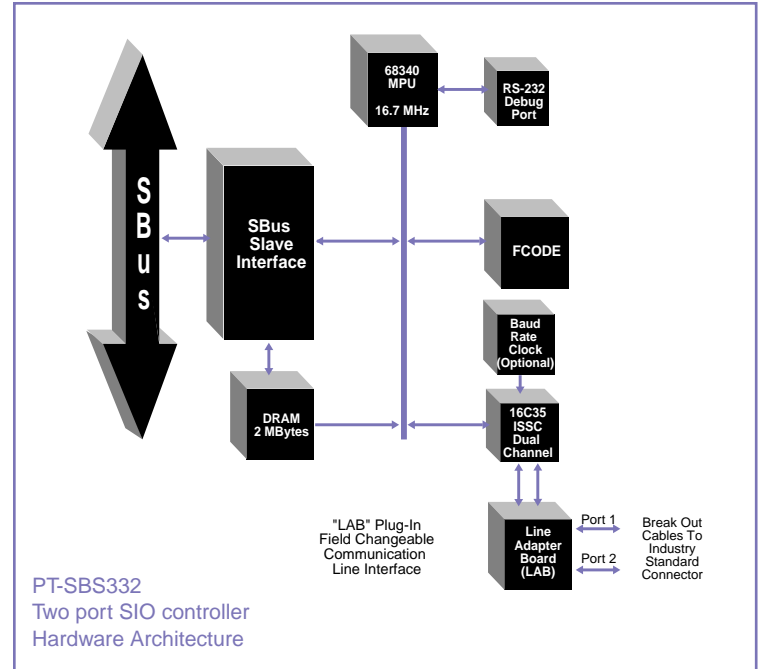 68340
MPU
16.7 MHz
RS-232
Debug
Port
SBus
SBus
Slave
Interface
FCODE
Baud
Rate
Clock
(Optional)
DRAM
2 MBytes
16C35
ISSC
Dual
Channel
"LAB" Plug-In
Field Changeable
Communication
Line Interface
Line
Adapter
Board
(LAB)
Port 1
Port 2
Break Out
Cables To
Industry
Standard
Connector
PT-SBS332
Two port SIO controller
Hardware Architecture